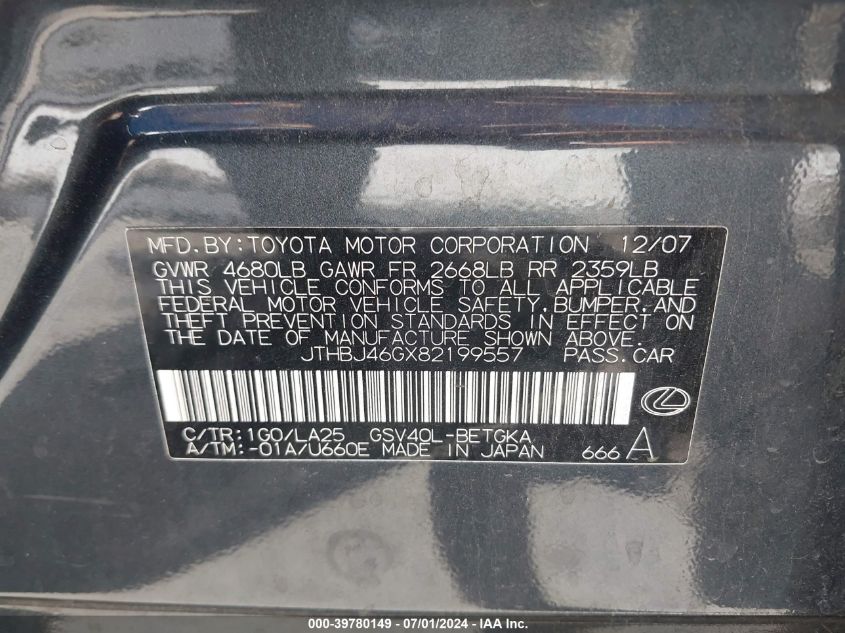 MFD. BY: TOYOTA MOTOR CORPORATION 12/07
GVWR 4680LB GAWR FR 2668LB RR 2359LB
THIS VEHICLE CONFORMS TO ALL APPLICABLE
FEDERAL MOTOR VEHICLE SAFETY, BUMPER, AND
THEFT PREVENTION STANDARDS IN EFFECT ON
THE DATE OF MANUFACTURE SHOWN ABOVE.
JTHBJ46GX82199557 PASS. CAR
C/TR: 1G0/LA25 GSV40L-BETGKA
A/TM: -01A/U660E MADE IN JAPAN 666 A
000-39780149 // 07/01/2024 - IAA Inc.